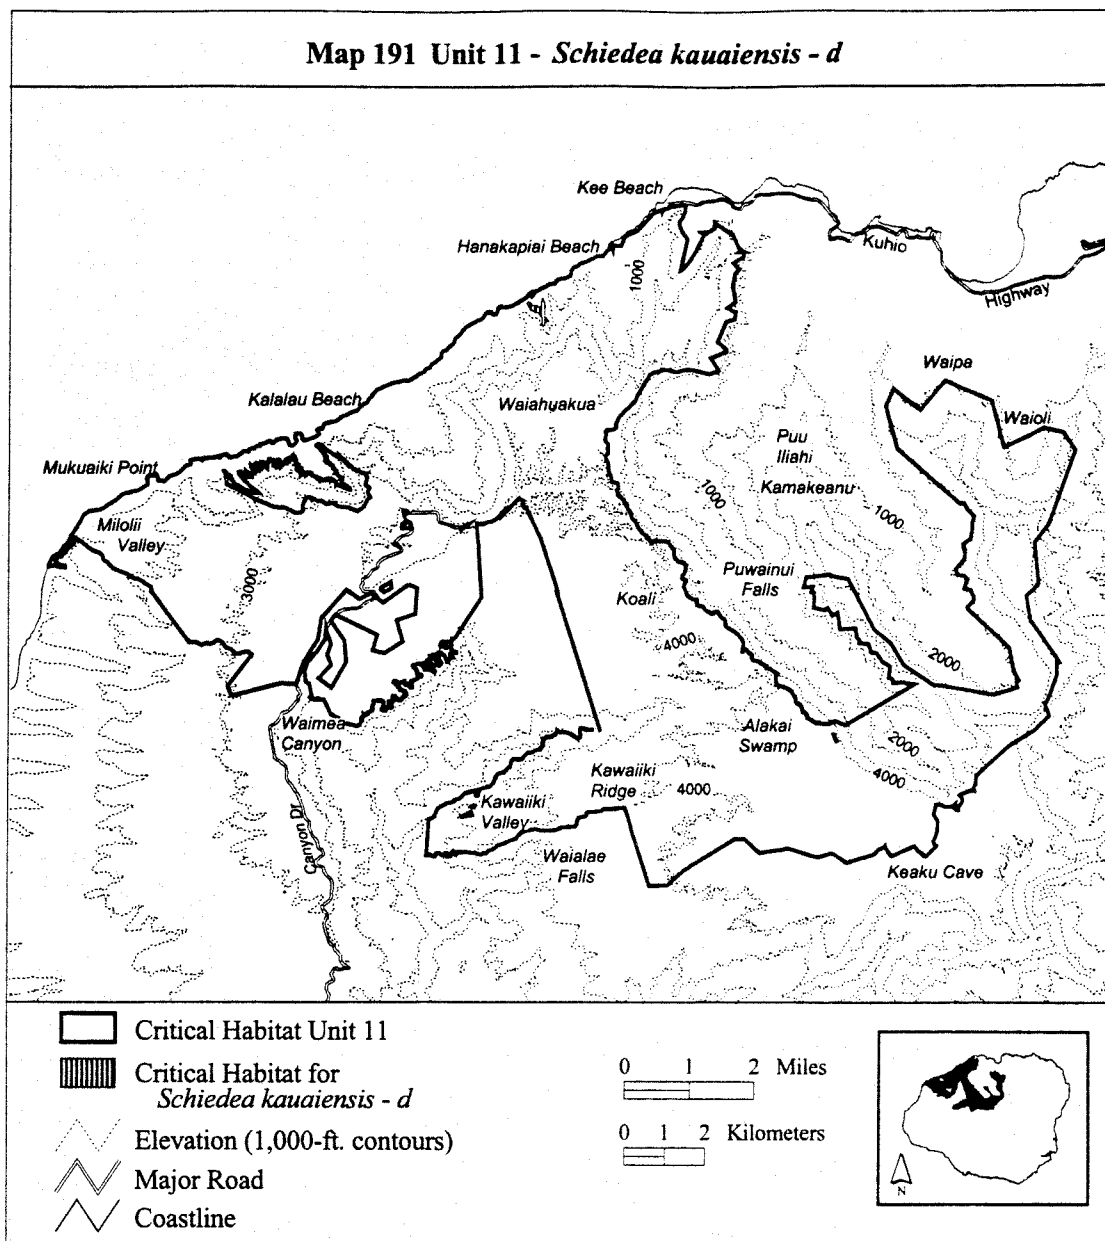 Map 191 Unit 11 - Schiedea kauaiensis - d
Kee Beach
Hanakapiai Beach
Kuhio
Highway
1000
Waipa
Kalalau Beach
Waiahuakua
Waioli
Mukuaiki Point
Puu
Iliahi
Kamakeanu
1000
1000
Milolii
Valley
3000
Puwainui
Falls
Koali
4000
2000
Waimea
Canyon
Alakai
Swamp
2000
4000
Kawaiiki
Ridge
4000
Kawaiiki
Valley
Canyon Dr
Waialae
Falls
Keaku Cave
Critical Habitat Unit 11
Critical Habitat for
Schiedea kauaiensis - d
Elevation (1,000-ft. contours)
Major Road
Coastline
0 1 2 Miles
0 1 2 Kilometers
N